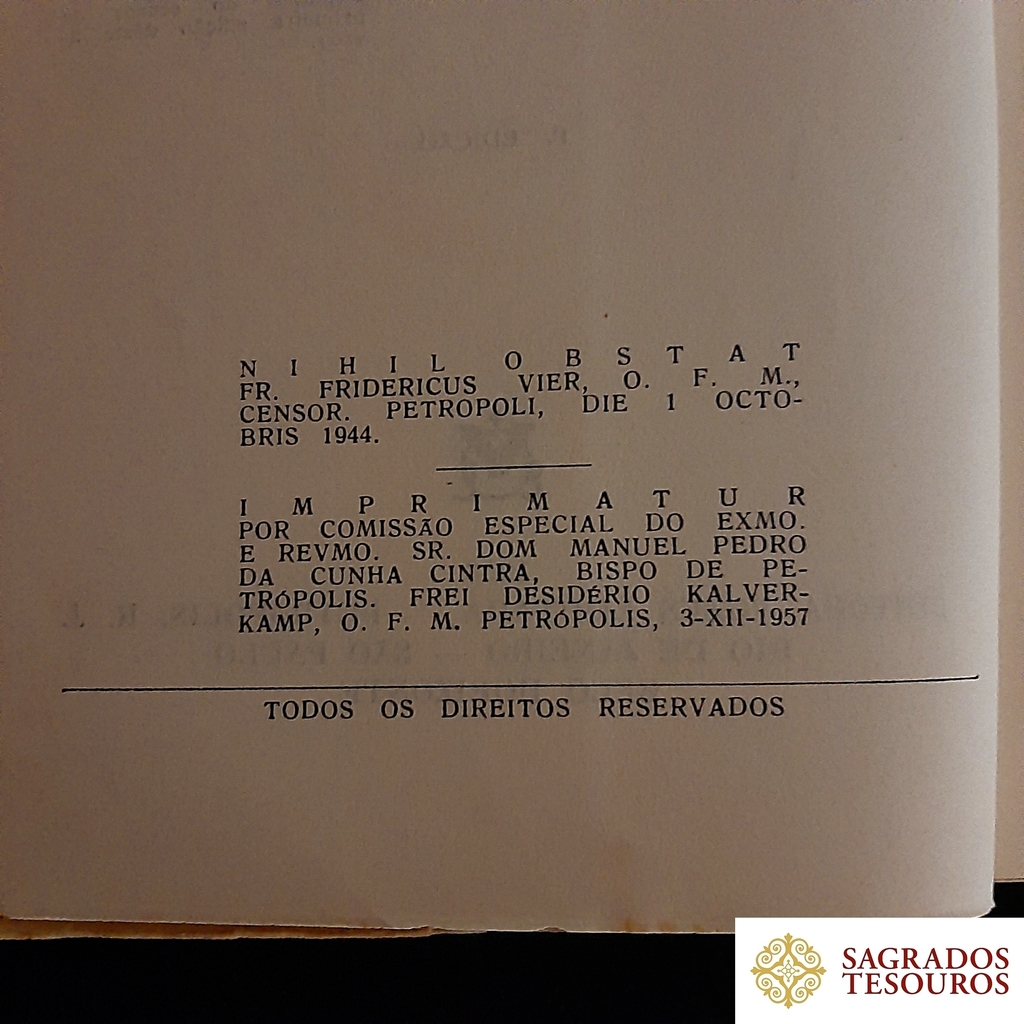 N I H I L O B S T A T
FR. FRIDERICUS VIER, O. F. M.,
CENSOR. PETROPOLI, DIE 1 OCTO-
BRIS 1944.
I M P R I M A T U R
POR COMISSÃO ESPECIAL DO EXMO.
E REVMO. SR. DOM MANUEL PEDRO
DA CUNHA CINTRA, BISPO DE PE-
TRÓPOLIS. FREI DESIDÉRIO KALVER-
KAMP, O. F. M. PETRÓPOLIS, 3-XII-1957
TODOS OS DIREITOS RESERVADOS
SAGRADOS
TESOUROS